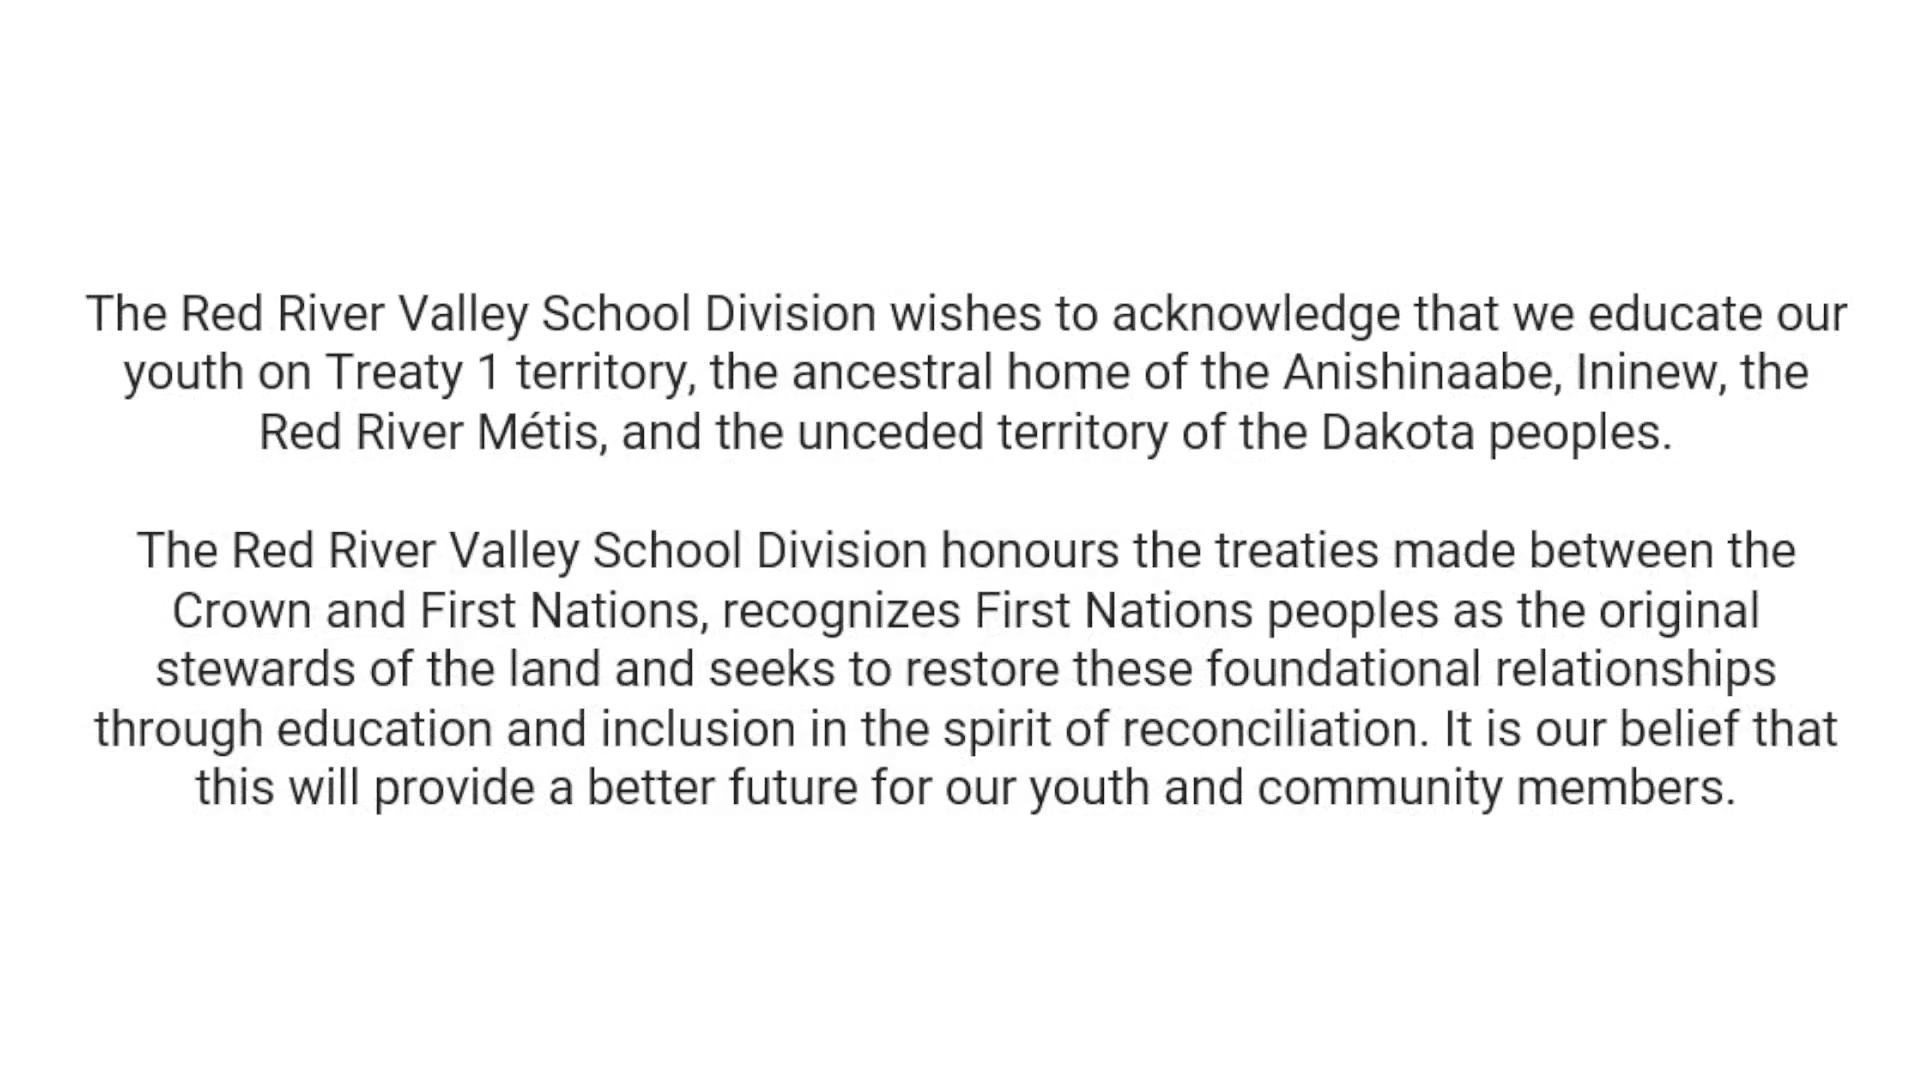 The Red River Valley School Division wishes to acknowledge that we educate our
youth on Treaty 1 territory, the ancestral home of the Anishinaabe, Ininew, the
Red River Métis, and the unceded territory of the Dakota peoples.
The Red River Valley School Division honours the treaties made between the
Crown and First Nations, recognizes First Nations peoples as the original
stewards of the land and seeks to restore these foundational relationships
through education and inclusion in the spirit of reconciliation. It is our belief that
this will provide a better future for our youth and community members.